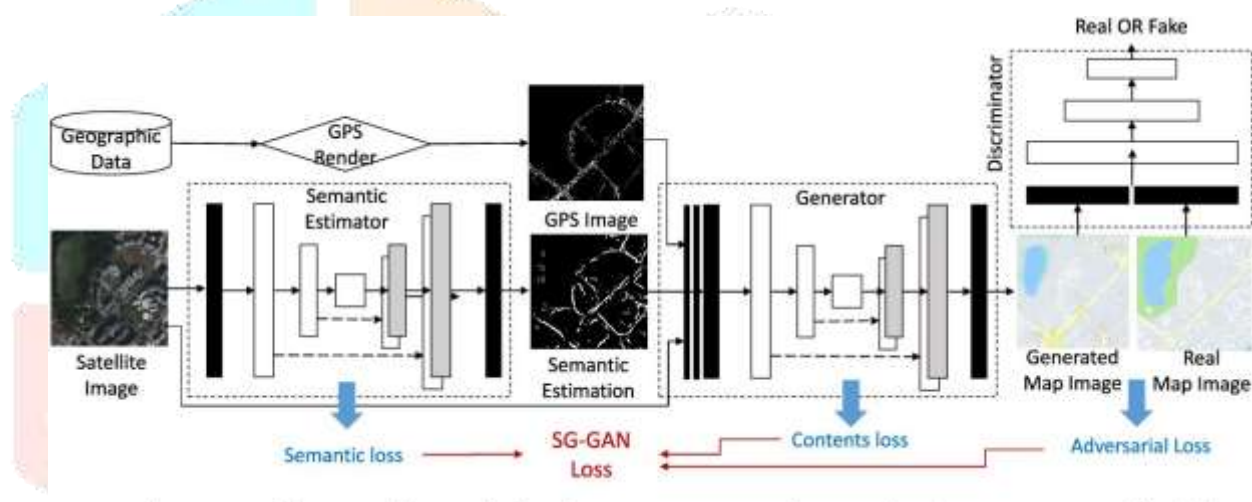 Real OR Fake
Discriminator
Geographic
Data
GPS
Render
Semantic
Estimator
GPS Image
Generator
Satellite
Image
Semantic
Estimation
Generated
Map Image
Real
Map Image
Semantic loss
SG-GAN
Loss
Contents loss
Adversarial Loss